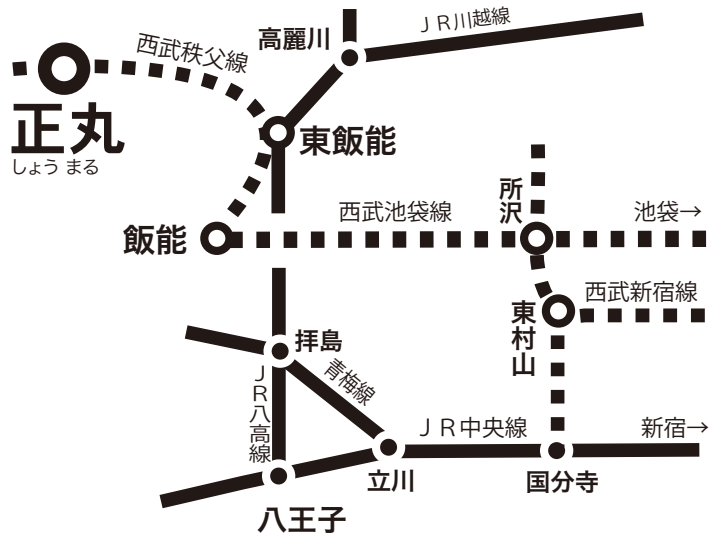 高麗川
ＪＲ川越線
西武秩父線
正丸
しょう まる
東飯能
所沢
西武池袋線
池袋→
飯能
西武新宿線
東村山
拝島
青梅線
ＪＲ八高線
ＪＲ中央線
新宿→
立川
国分寺
八王子